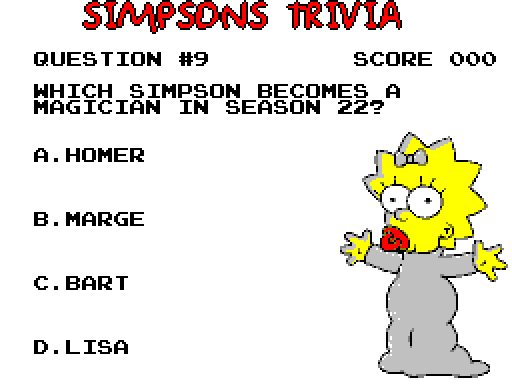 SIMPSONS TRIVIA
QUESTION #9 SCORE 000
WHICH SIMPSON BECOMES A
MAGICIAN IN SEASON 22?
A.HOMER
B.MARGE
C.BART
D.LISA